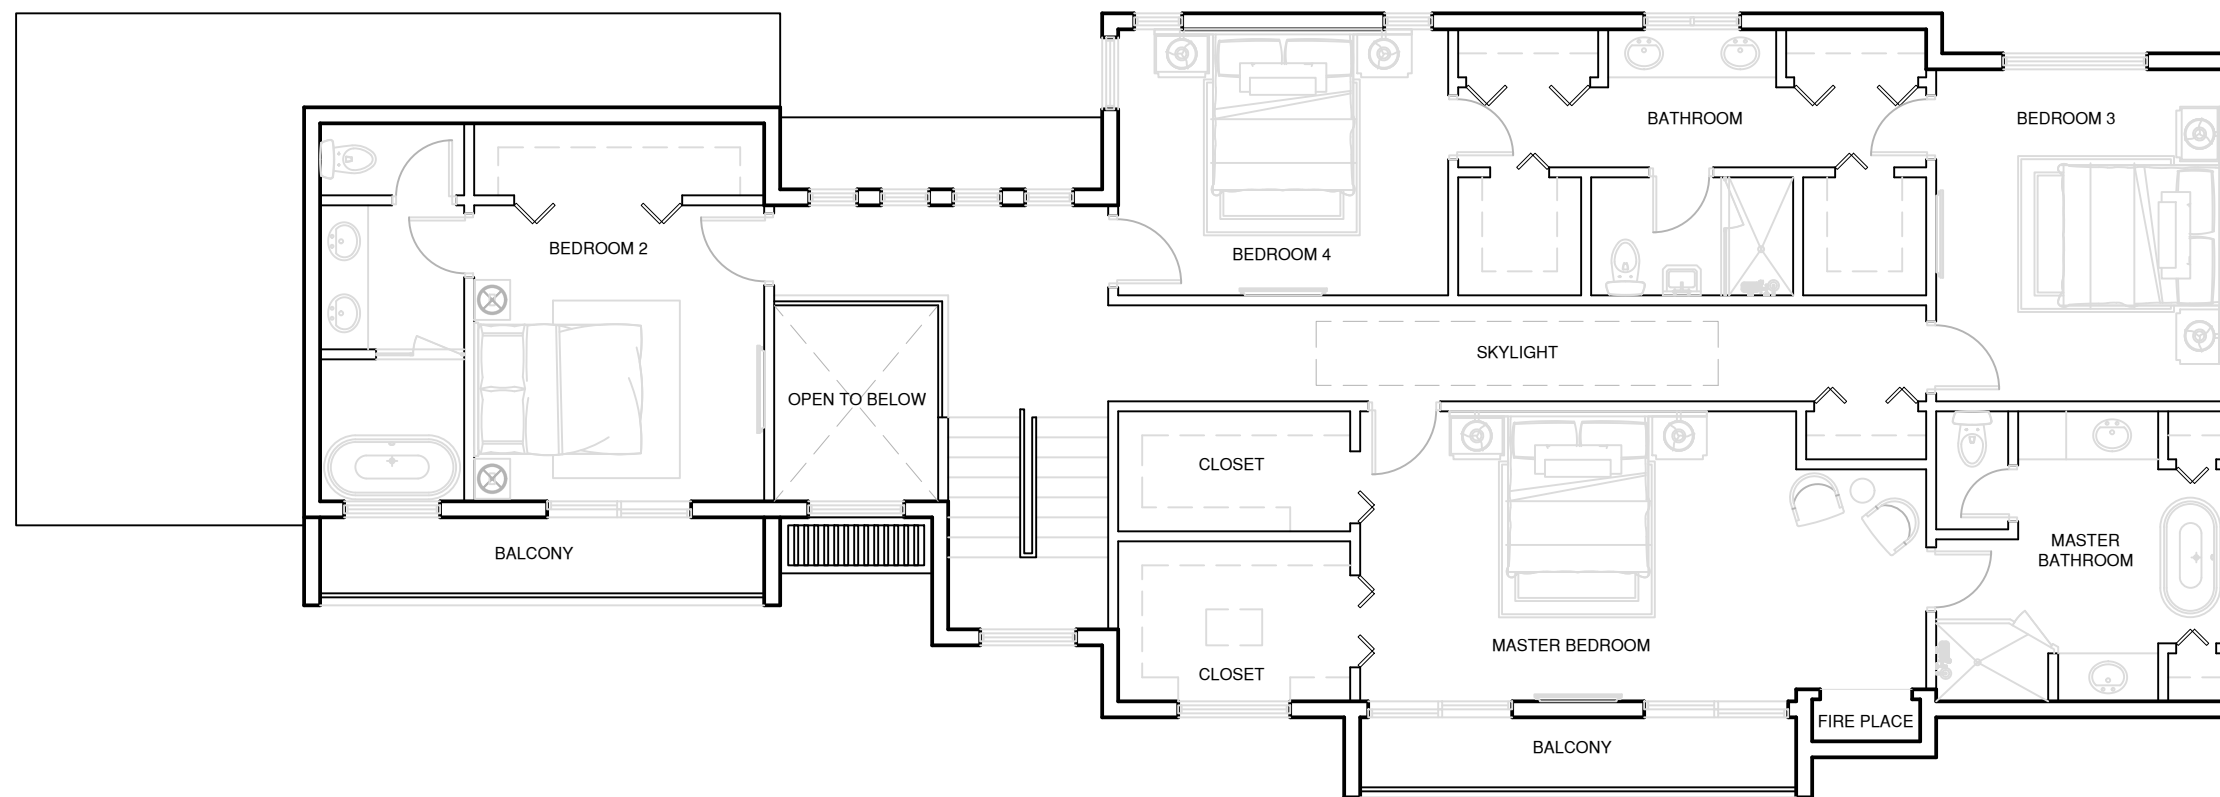 BATHROOM
BEDROOM 3
BEDROOM 2
BEDROOM 4
SKYLIGHT
OPEN TO BELOW
CLOSET
MASTER
BATHROOM
BALCONY
MASTER BEDROOM
CLOSET
FIRE PLACE
BALCONY